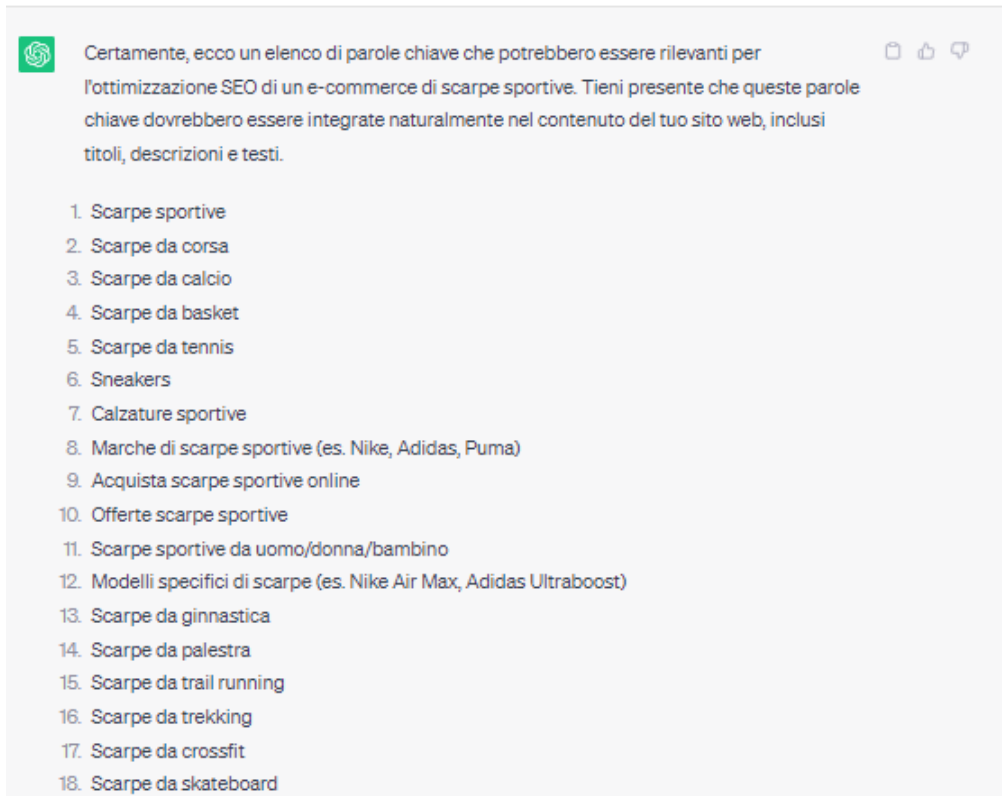 Certamente, ecco un elenco di parole chiave che potrebbero essere rilevanti per
l'ottimizzazione SEO di un e-commerce di scarpe sportive. Tieni presente che queste parole
chiave dovrebbero essere integrate naturalmente nel contenuto del tuo sito web, inclusi
titoli, descrizioni e testi.
1. Scarpe sportive
2. Scarpe da corsa
3. Scarpe da calcio
4. Scarpe da basket
5. Scarpe da tennis
6. Sneakers
7. Calzature sportive
8. Marche di scarpe sportive (es. Nike, Adidas, Puma)
9. Acquista scarpe sportive online
10. Offerte scarpe sportive
11. Scarpe sportive da uomo/donna/bambino
12. Modelli specifici di scarpe (es. Nike Air Max, Adidas Ultraboost)
13. Scarpe da ginnastica
14. Scarpe da palestra
15. Scarpe da trail running
16. Scarpe da trekking
17. Scarpe da crossfit
18. Scarpe da skateboard